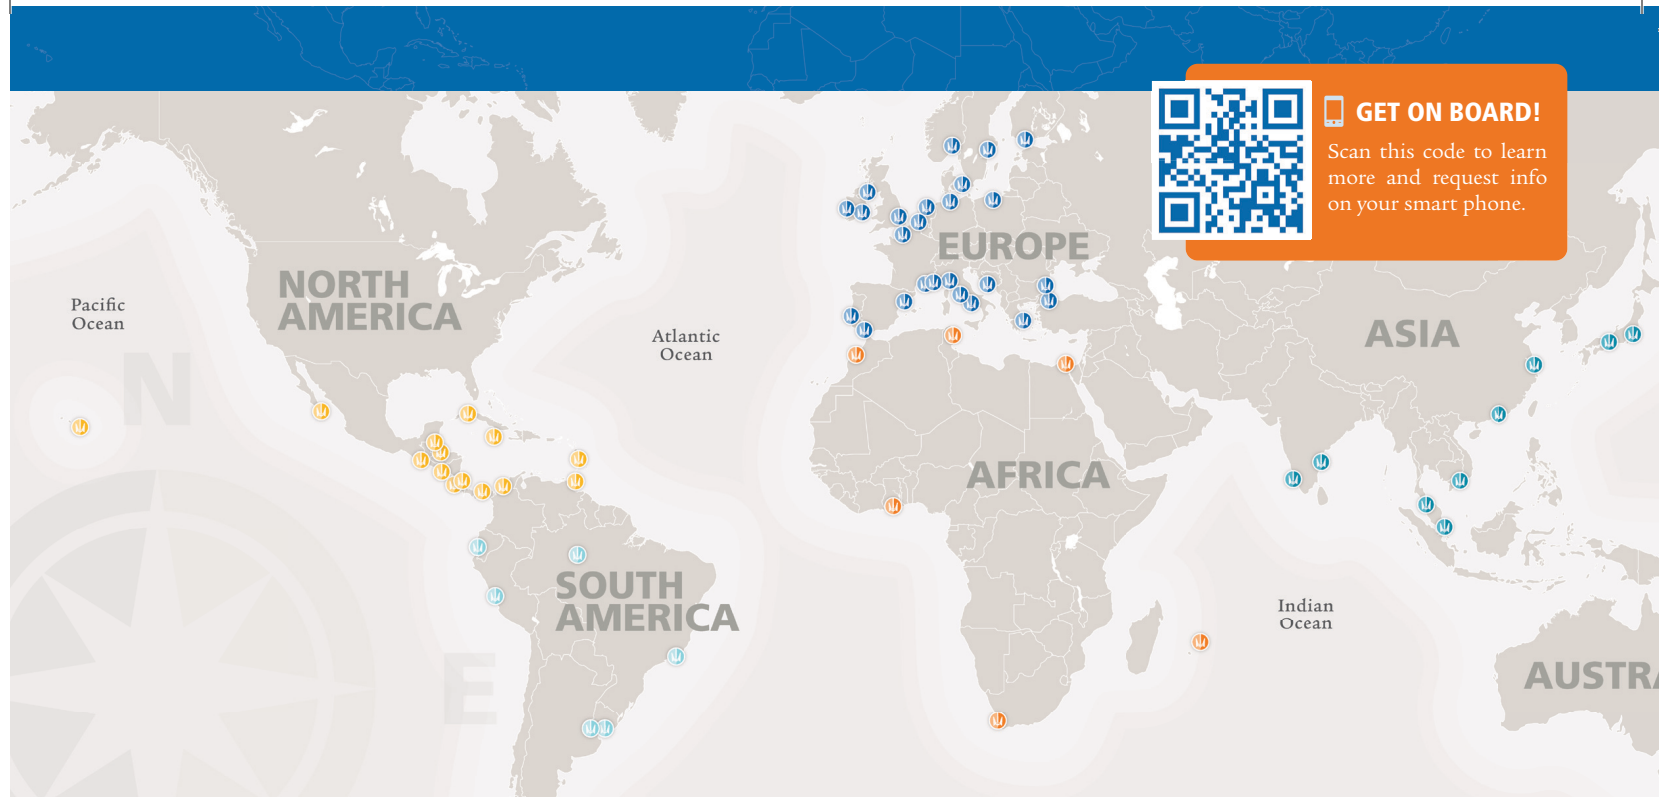 GET ON BOARD!
Scan this code to learn
more and request info
on your smart phone.
EUROPE
NORTH
AMERICA
Pacific
Ocean
Atlantic
Ocean
ASIA
N
AFRICA
SOUTH
AMERICA
Indian
Ocean
E
AUSTRA